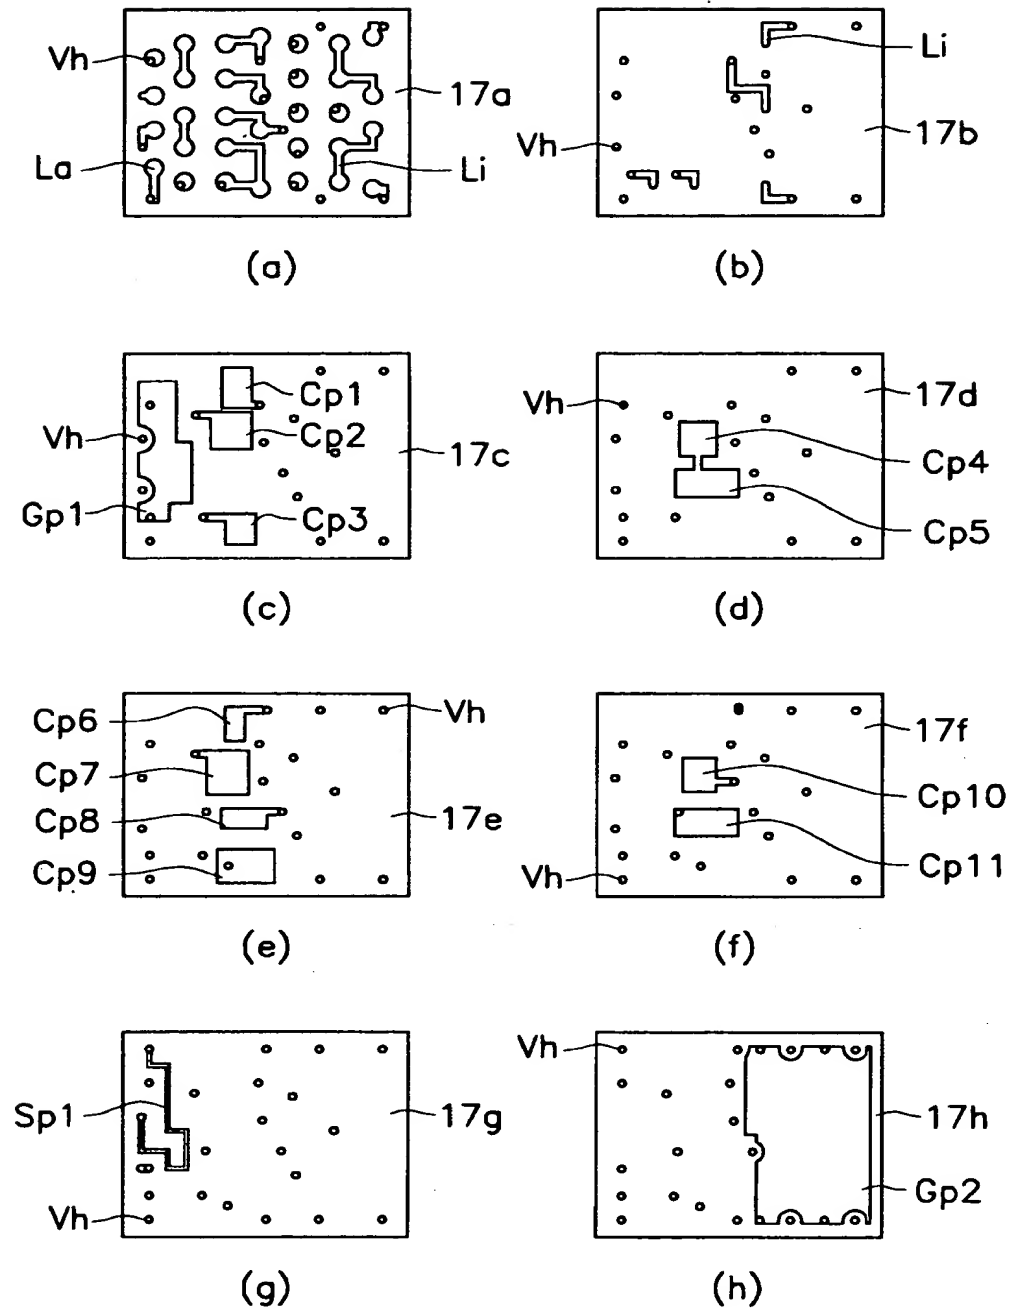 Vh
17a
La
Li
(a)
Li
17b
Vh
(b)
Cp1
Cp2
Vh
17c
Gp1
Cp3
(c)
Vh
17d
Cp4
Cp5
(d)
Cp6
Vh
Cp7
Cp8
17e
Cp9
(e)
17f
Cp10
Cp11
Vh
(f)
Sp1
17g
Vh
(g)
Vh
17h
Gp2
(h)